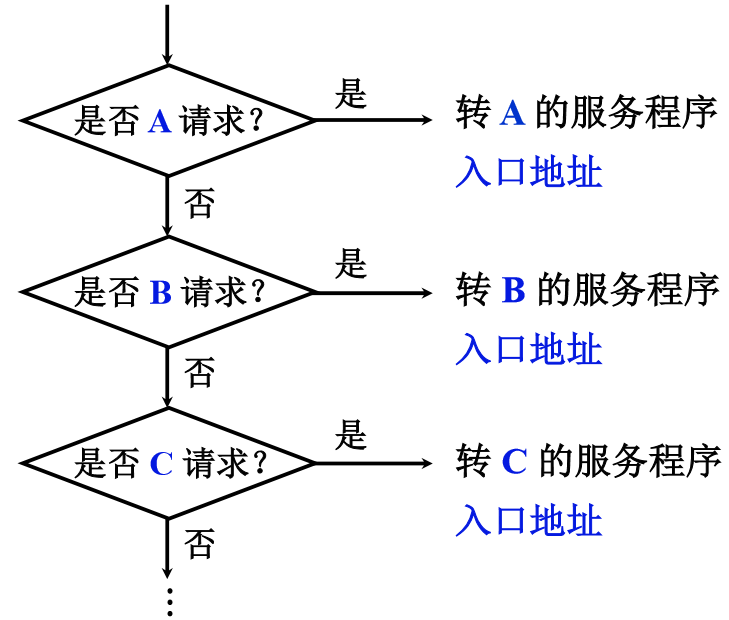 是否 A 请求？
是
转 A 的服务程序
入口地址
否
是否 B 请求？
是
转 B 的服务程序
入口地址
否
是否 C 请求？
是
转 C 的服务程序
入口地址
否
⋮